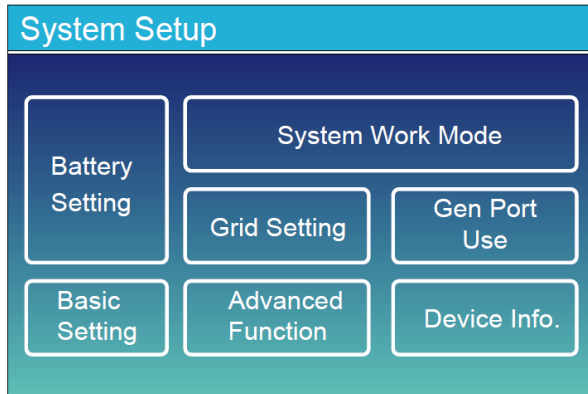 System Setup
Battery
Setting
System Work Mode
Grid Setting
Gen Port
Use
Basic
Setting
Advanced
Function
Device Info.